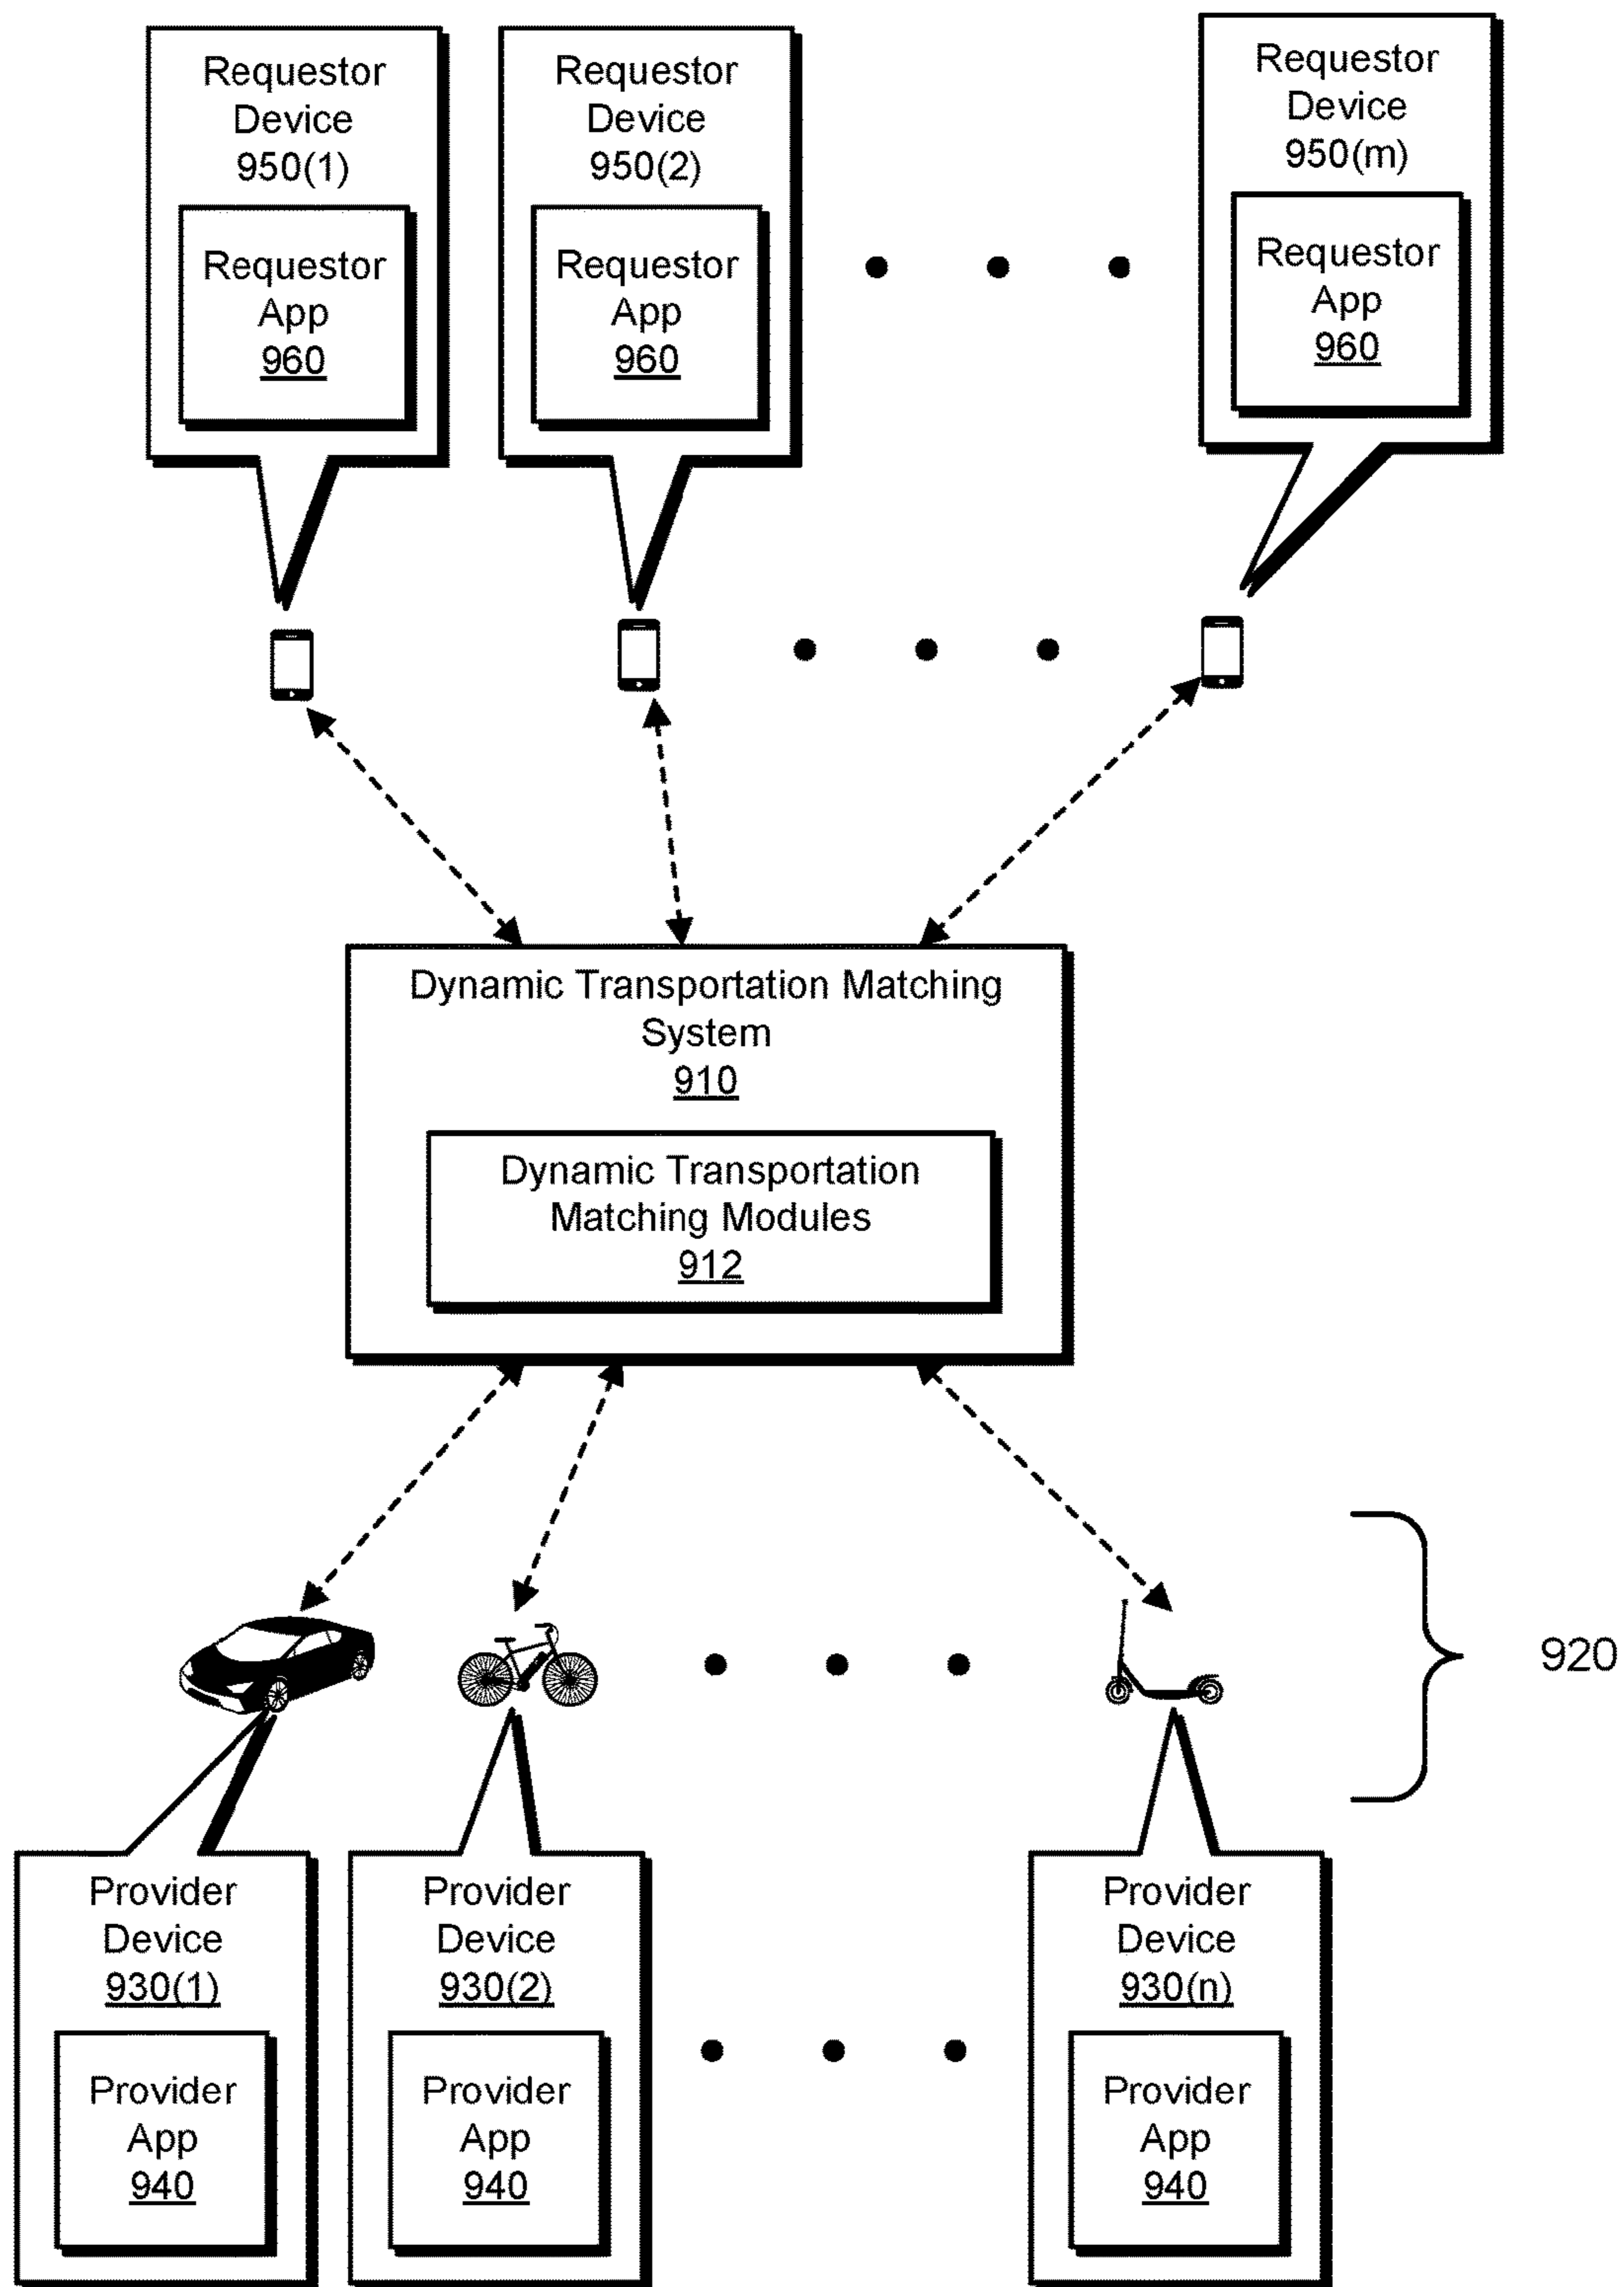 Requestor
Device
950(1)
Requestor
App
960
Requestor
Device
950(2)
Requestor
App
960
Requestor
Device
950(m)
Requestor
App
960
Dynamic Transportation Matching
System
910
Dynamic Transportation
Matching Modules
912
920
Provider
Device
930(1)
Provider
App
940
Provider
Device
930(2)
Provider
App
940
Provider
Device
930(n)
Provider
App
940